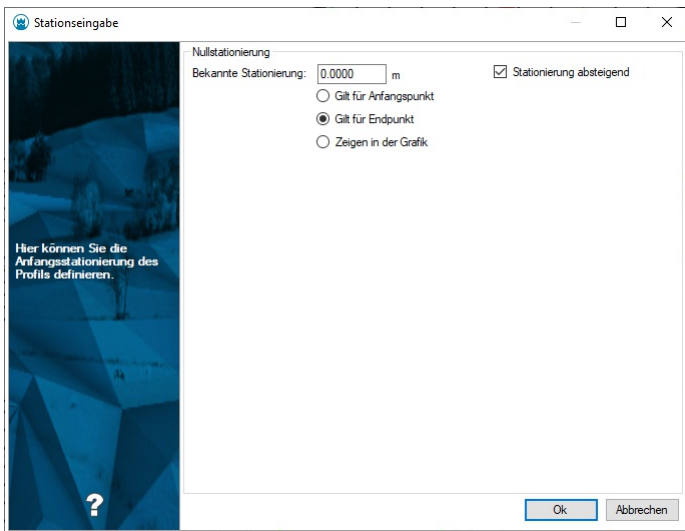 Stationseingabe
Nullstationierung
Bekannte Stationierung: 0.0000 m Stationierung absteigend
Gilt für Anfangspunkt
Gilt für Endpunkt
Zeigen in der Grafik
Hier können Sie die
Anfangsstationierung des
Profils definieren.
?
Ok Abbrechen